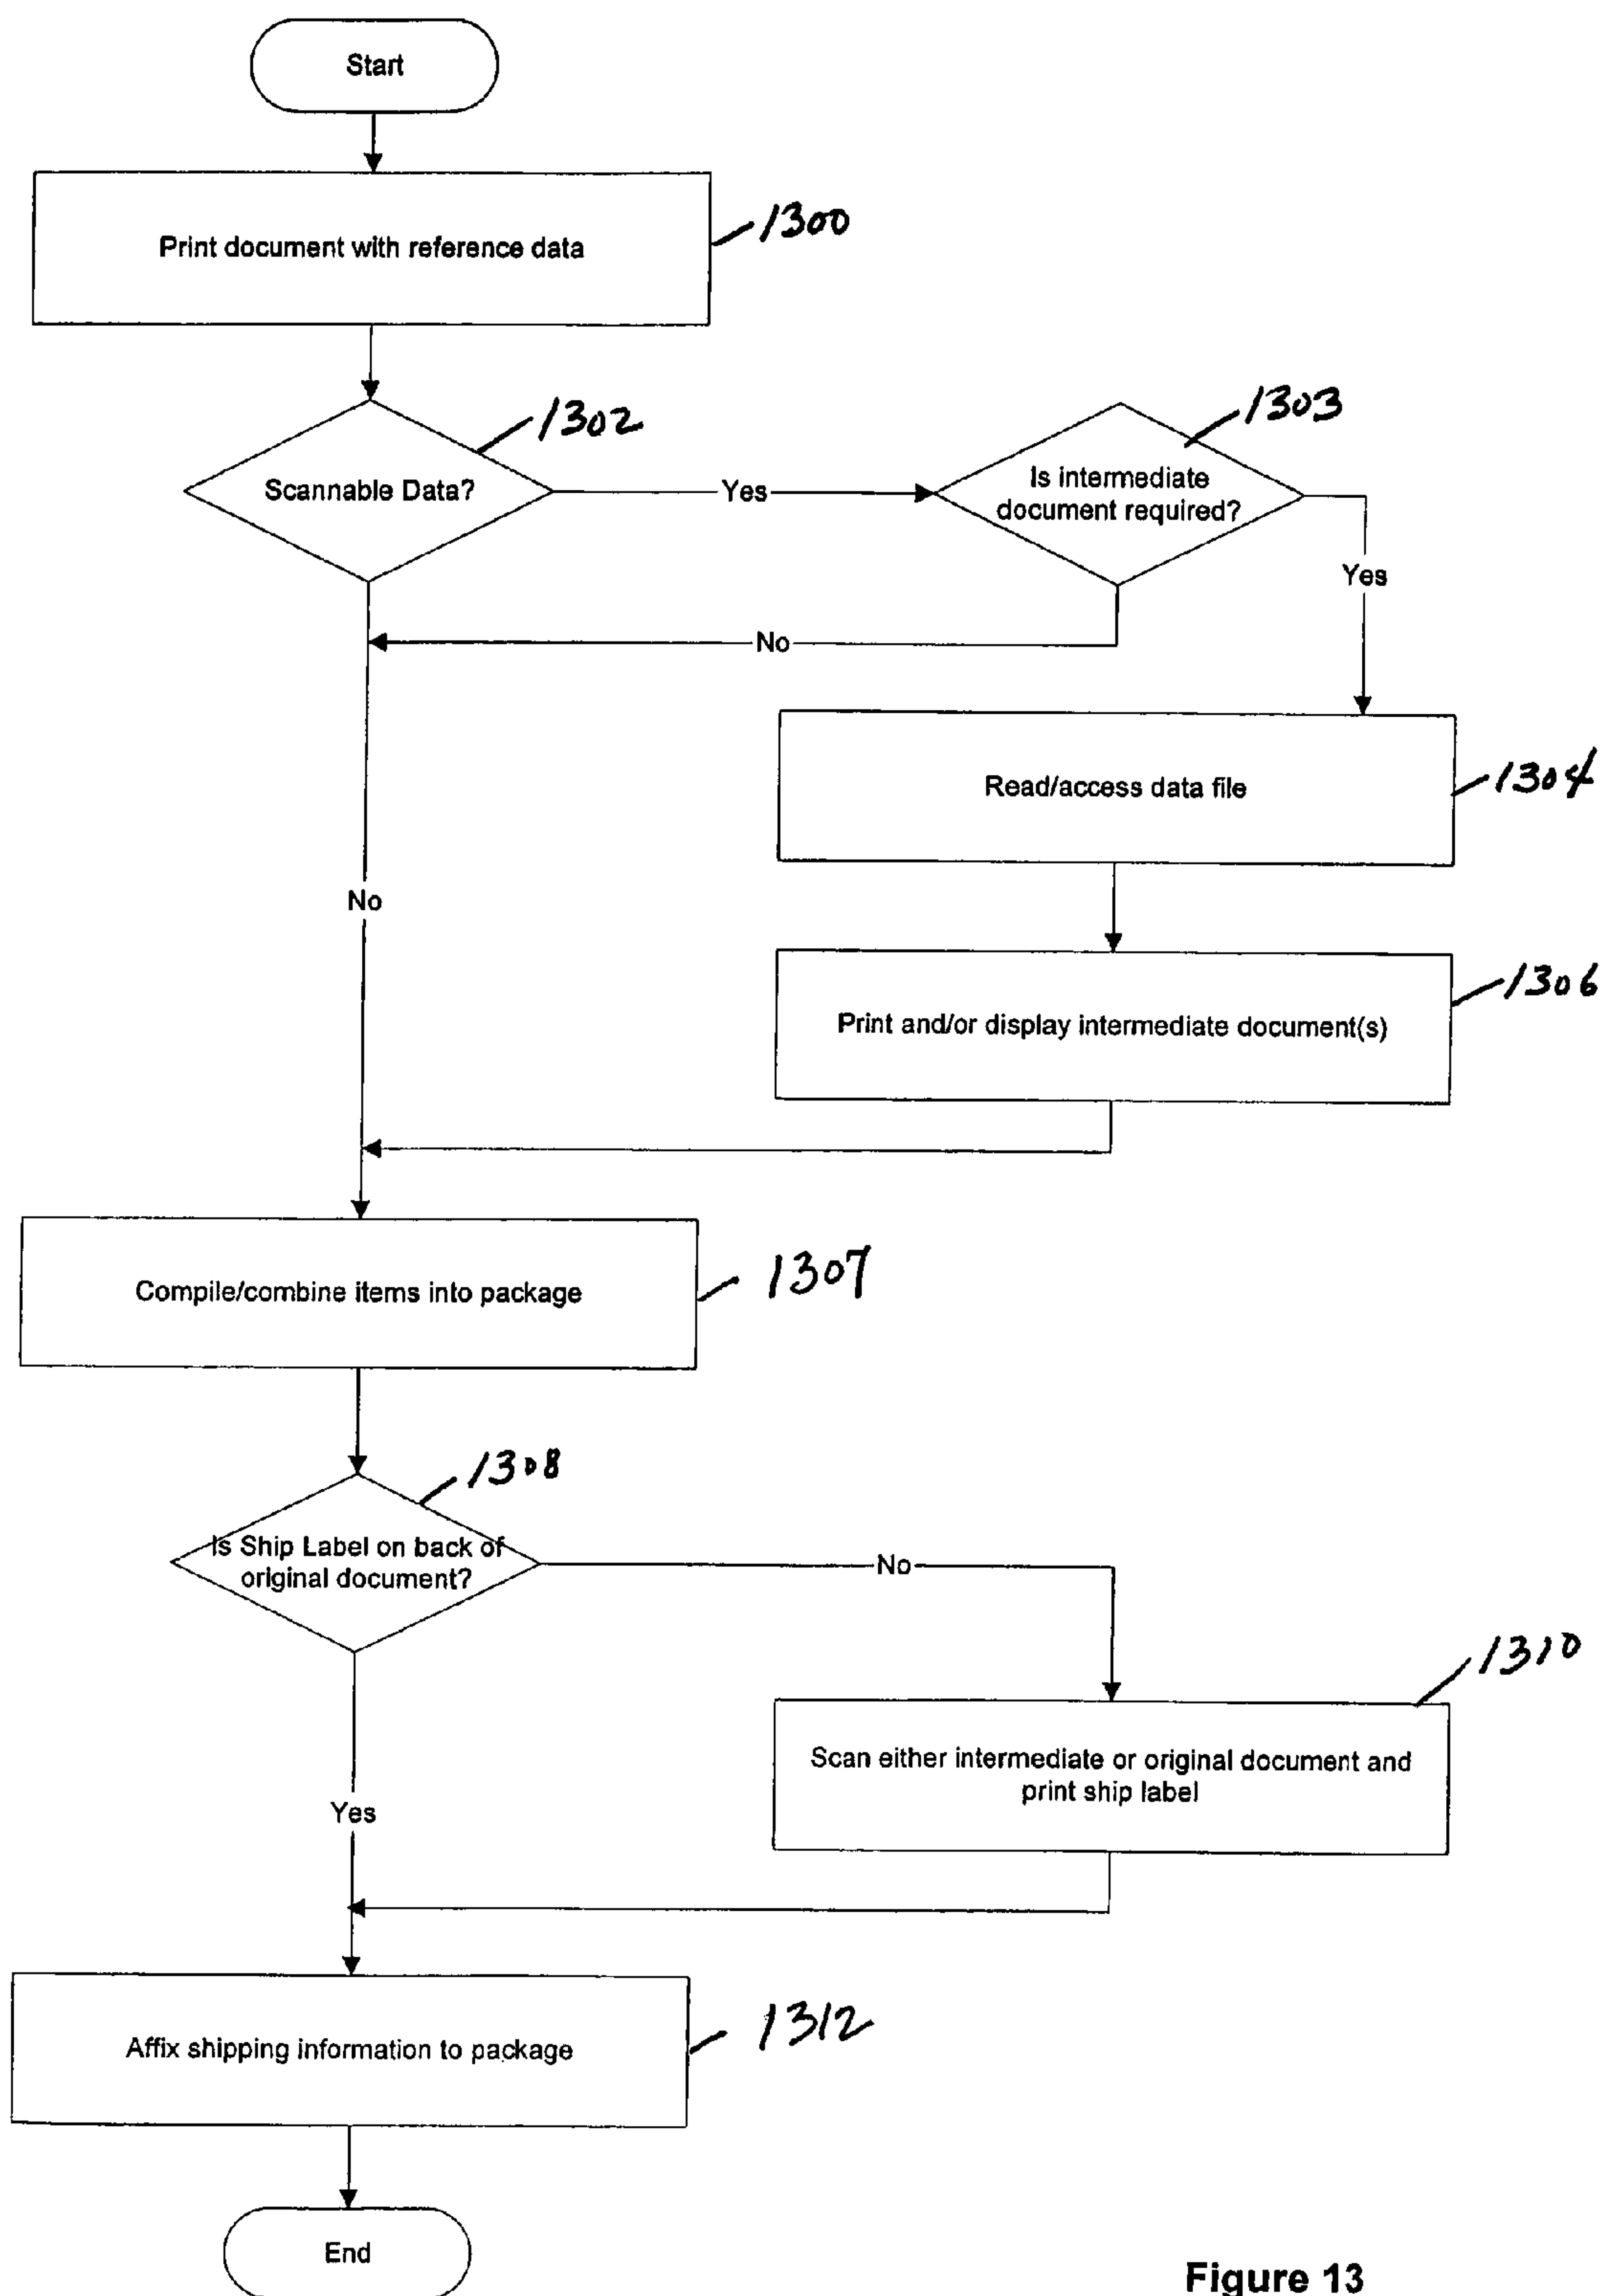 Start
Print document with reference data
1300
Scannable Data?
1302
Yes
Is intermediate
document required?
1303
Yes
No
Read/access data file
1304
No
Print and/or display intermediate document(s)
1306
Compile/combine items into package
1307
Is Ship Label on back of
original document?
1308
No
Scan either intermediate or original document and
print ship label
1310
Yes
Affix shipping information to package
1312
End
Figure 13